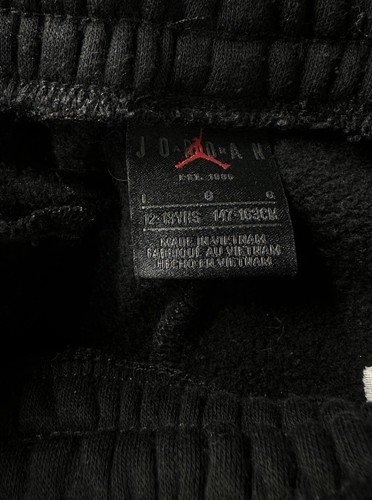 JORDAN
EST. 1985
12-13YRS 147-163CM
MADE IN VIETNAM
FABRIQUÉ AU VIETNAM
HECHO EN VIETNAM